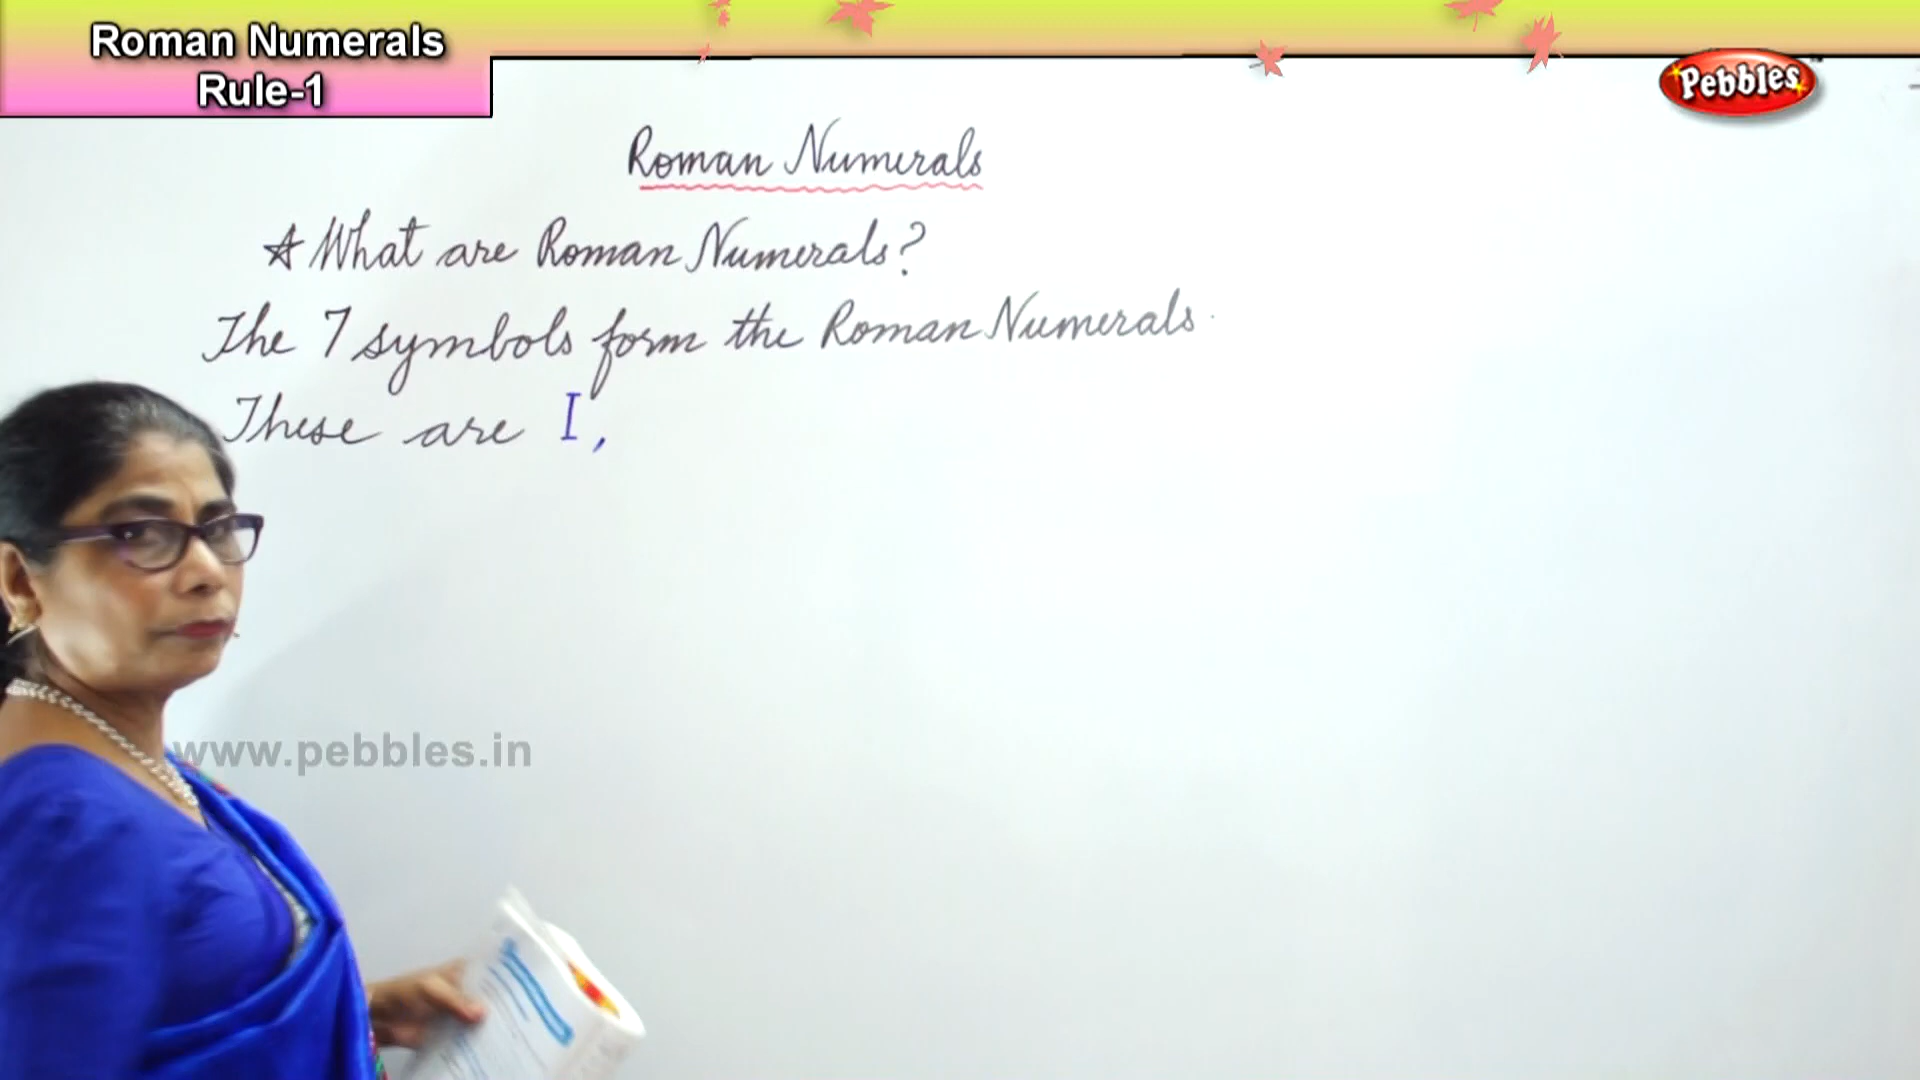 Roman Numerals
Rule-1
Pebbles
Roman Numerals
☆ What are Roman Numerals?
The 7 symbols form the Roman Numerals.
These are I,
www.pebbles.in